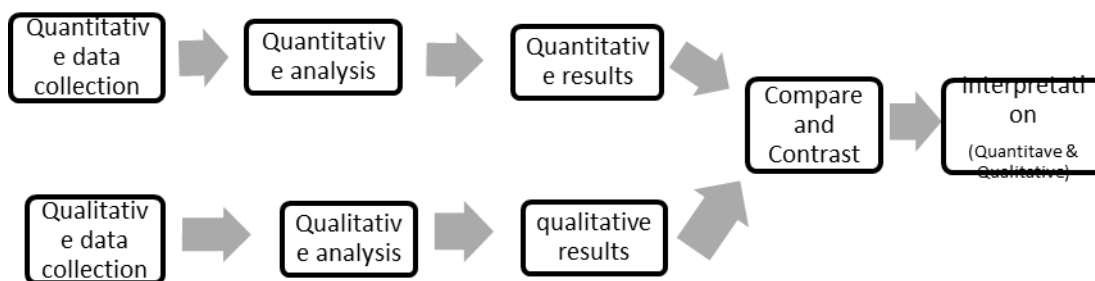 Quantitativ
e data
collection
Quantitativ
e analysis
Quantitativ
e results
Compare
and
Contrast
Interpretati
on
(Quantitave &
Qualitative)
Qualitativ
e data
collection
Qualitativ
e analysis
qualitative
results